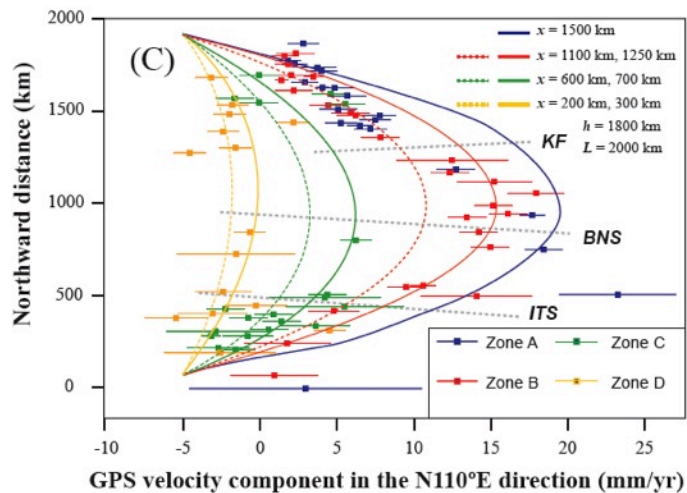 (C)
x = 1500 km
x = 1100 km, 1250 km
x = 600 km, 700 km
x = 200 km, 300 km
h = 1800 km
L = 2000 km
KF
BNS
ITS
Zone A
Zone C
Zone B
Zone D
Northward distance (km)
2000
1500
1000
500
0
-10
-5
0
5
10
15
20
25
GPS velocity component in the N110ºE direction (mm/yr)